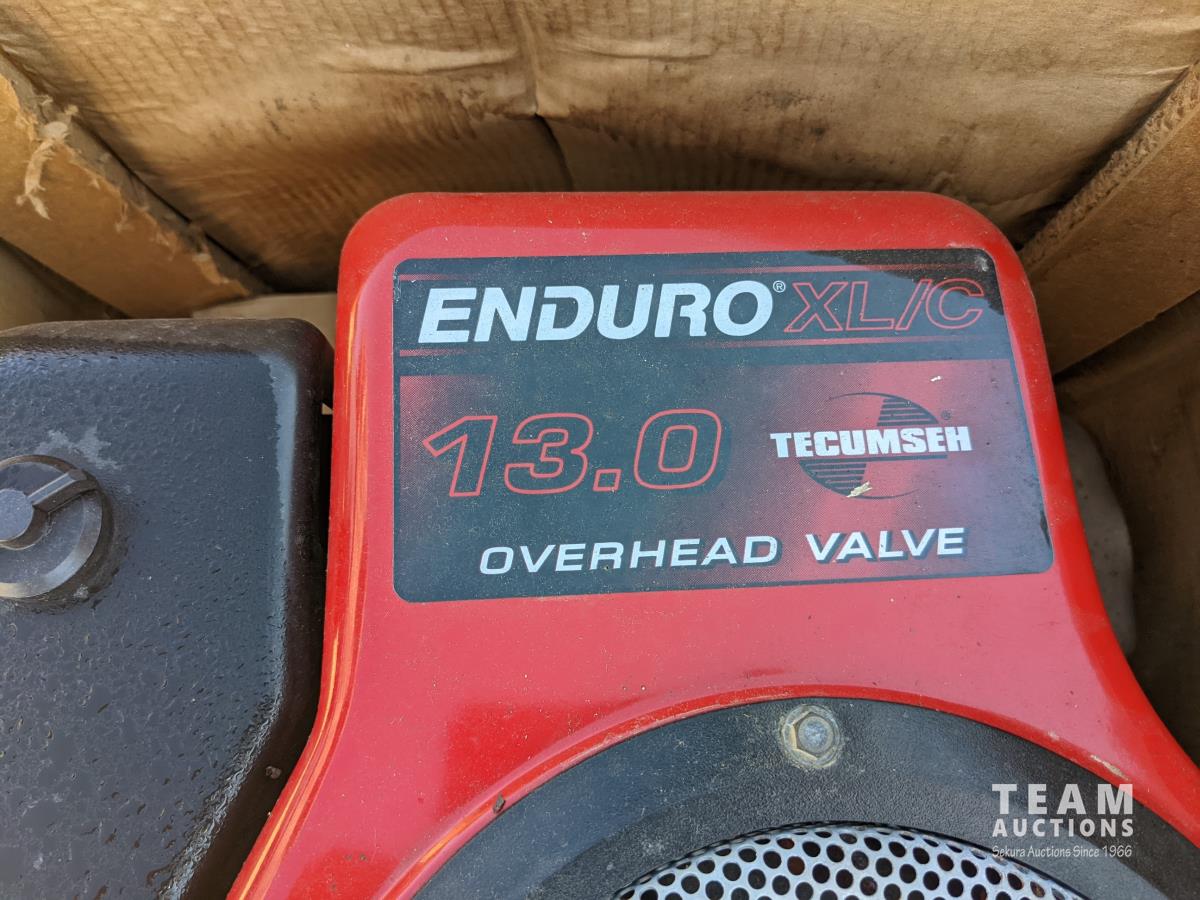 ENDURO® XL/C
13.0
TECUMSEH®
OVERHEAD VALVE
TEAM
AUCTIONS
Sekura Auctions Since 1966